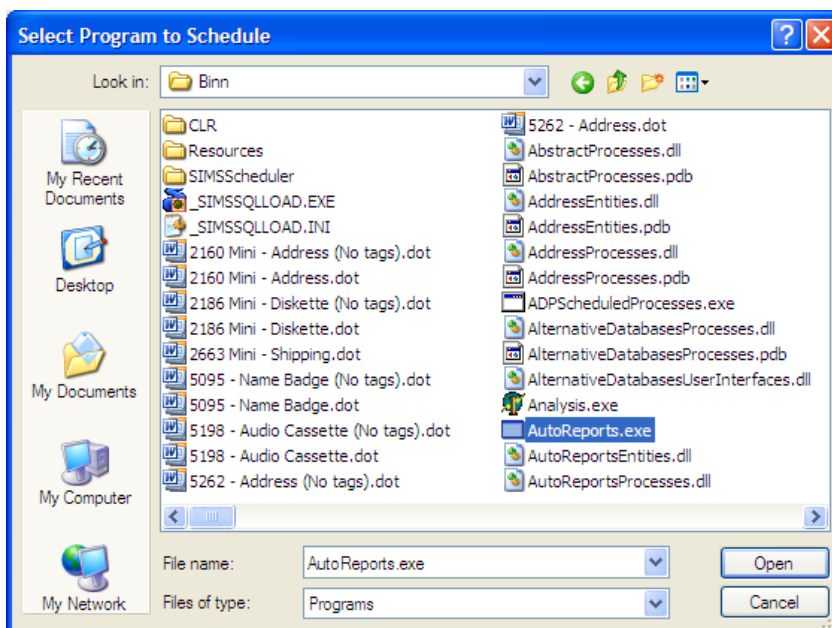 Select Program to Schedule
Look in:
Binn
My Recent
Documents
Desktop
My Documents
My Computer
My Network
CLR
Resources
SIMSScheduler
_SIMSSQLLOAD.EXE
_SIMSSQLLOAD.INI
2160 Mini - Address (No tags).dot
2160 Mini - Address.dot
2186 Mini - Diskette (No tags).dot
2186 Mini - Diskette.dot
2663 Mini - Shipping.dot
5095 - Name Badge (No tags).dot
5095 - Name Badge.dot
5198 - Audio Cassette (No tags).dot
5198 - Audio Cassette.dot
5262 - Address (No tags).dot
5262 - Address.dot
AbstractProcesses.dll
AbstractProcesses.pdb
AddressEntities.dll
AddressEntities.pdb
AddressProcesses.dll
AddressProcesses.pdb
ADPScheduledProcesses.exe
AlternativeDatabasesProcesses.dll
AlternativeDatabasesProcesses.pdb
AlternativeDatabasesUserInterfaces.dll
Analysis.exe
AutoReports.exe
AutoReportsEntities.dll
AutoReportsProcesses.dll
File name:
AutoReports.exe
Open
Files of type:
Programs
Cancel